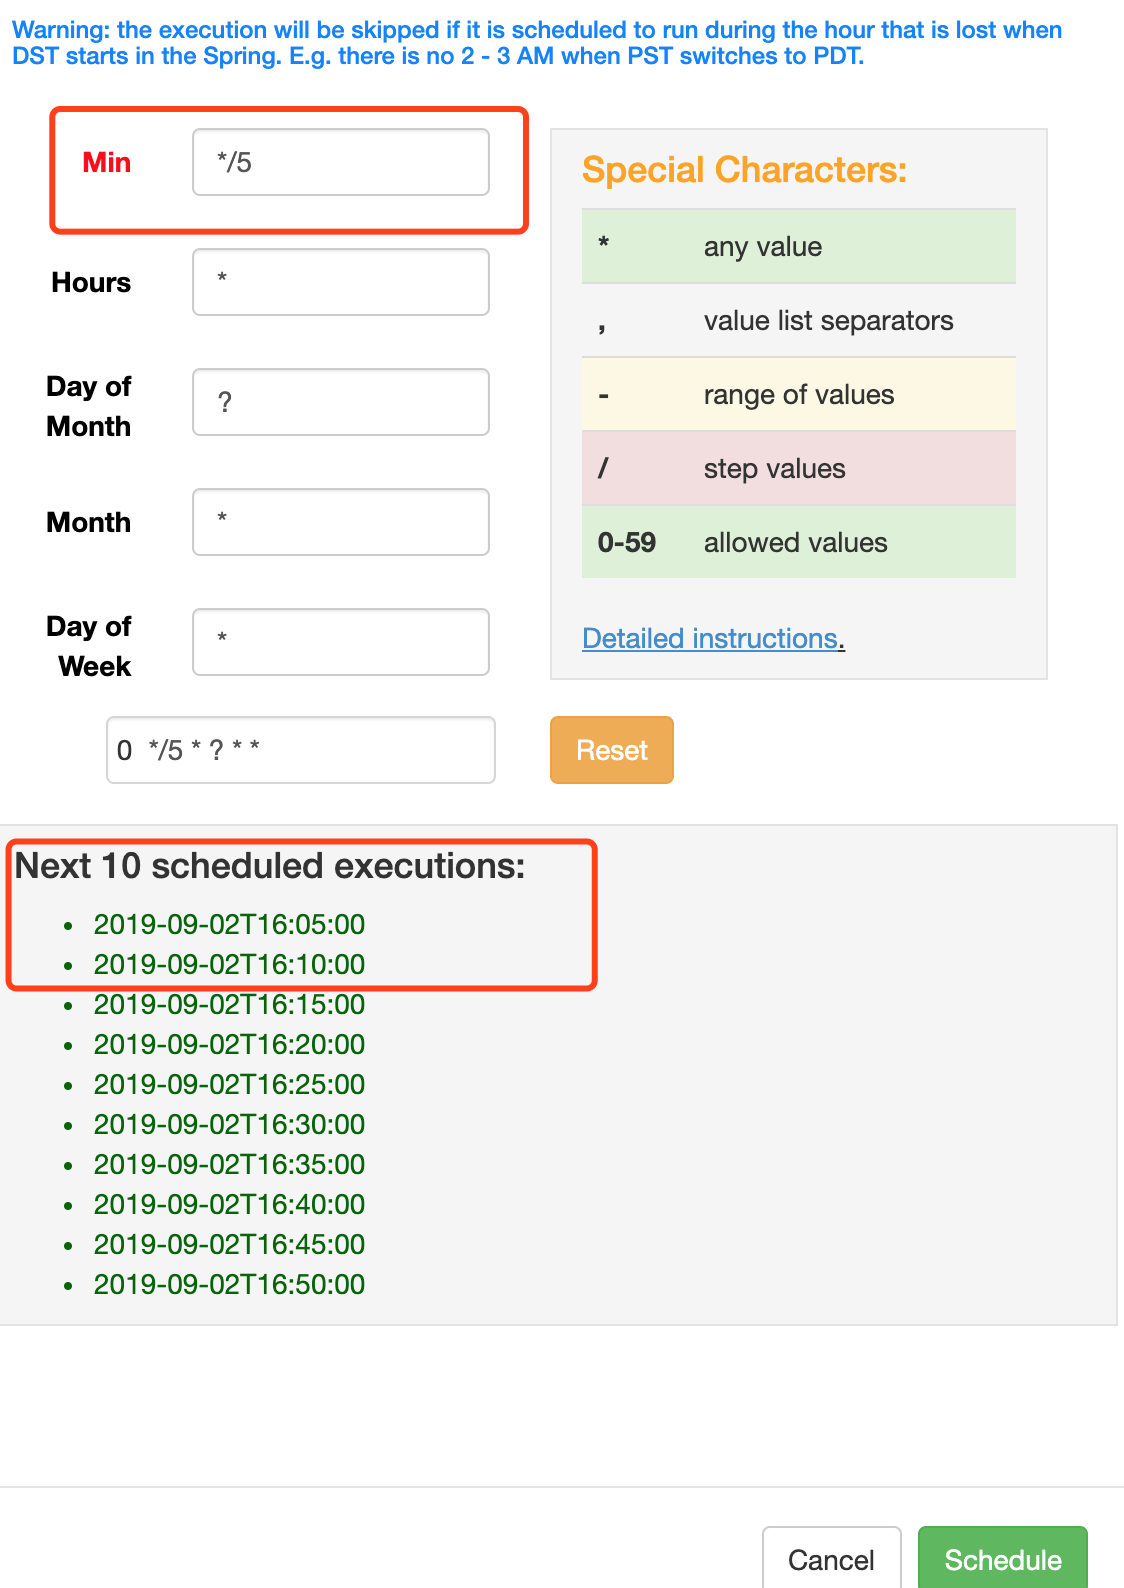 Warning: the execution will be skipped if it is scheduled to run during the hour that is lost when
DST starts in the Spring. E.g. there is no 2 - 3 AM when PST switches to PDT.
Min
*/5
Hours
*
Day of
Month
?
Month
*
Day of
Week
*
0 */5 * ? * *
Special Characters:
* any value
, value list separators
- range of values
/ step values
0-59 allowed values
Detailed instructions.
Reset
Next 10 scheduled executions:
• 2019-09-02T16:05:00
• 2019-09-02T16:10:00
• 2019-09-02T16:15:00
• 2019-09-02T16:20:00
• 2019-09-02T16:25:00
• 2019-09-02T16:30:00
• 2019-09-02T16:35:00
• 2019-09-02T16:40:00
• 2019-09-02T16:45:00
• 2019-09-02T16:50:00
Cancel
Schedule